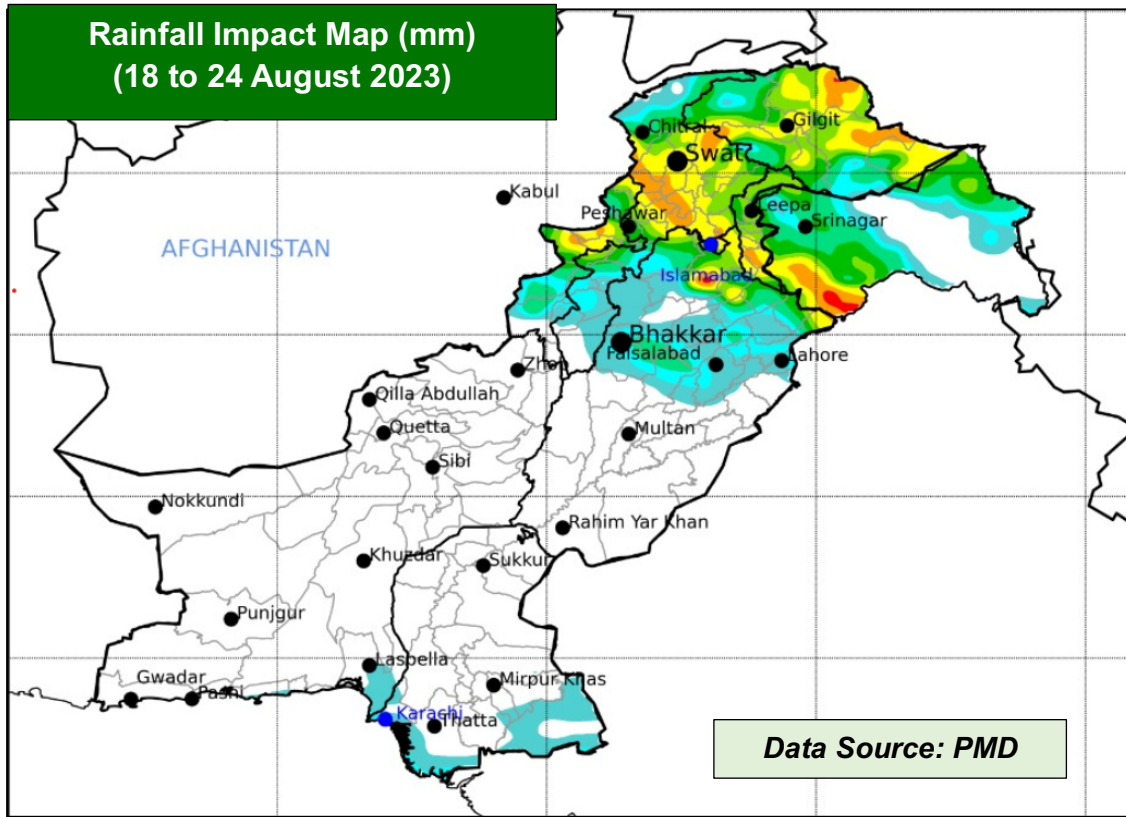 Rainfall Impact Map (mm)
(18 to 24 August 2023)
Chitral
Gilgit
Swat
Kabul
Leepa
Peshawar
Srinagar
AFGHANISTAN
Islamabad
Bhakkar
Faisalabad
Lahore
Zhob
Qilla Abdullah
Quetta
Multan
Sibi
Nokkundi
Rahim Yar Khan
Khuzdar
Sukkur
Punjgur
Lasbella
Gwadar
Pasni
Mirpur Khas
Karachi
Thatta
Data Source: PMD